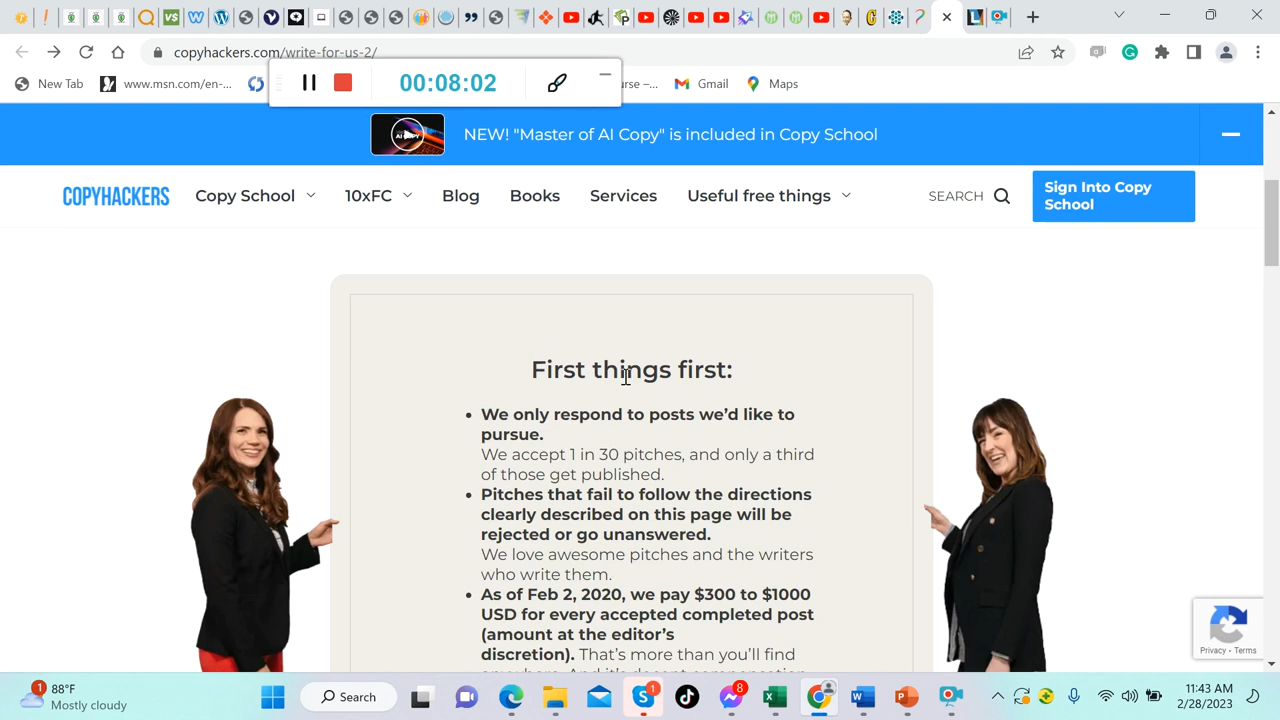 copyhackers.com/write-for-us-2/
New Tab
www.msn.com/en-...
00:08:02
urse –...
Gmail
Maps
AI COPY
NEW! "Master of AI Copy" is included in Copy School
COPYHACKERS
Copy School
10xFC
Blog
Books
Services
Useful free things
SEARCH
Sign Into Copy
School
First things first:
• We only respond to posts we'd like to
pursue.
We accept 1 in 30 pitches, and only a third
of those get published.
• Pitches that fail to follow the directions
clearly described on this page will be
rejected or go unanswered.
We love awesome pitches and the writers
who write them.
• As of Feb 2, 2020, we pay $300 to $1000
USD for every accepted completed post
(amount at the editor's
discretion). That's more than you'll find
Privacy - Terms
1
88°F
Mostly cloudy
Search
1
8
11:43 AM
2/28/2023